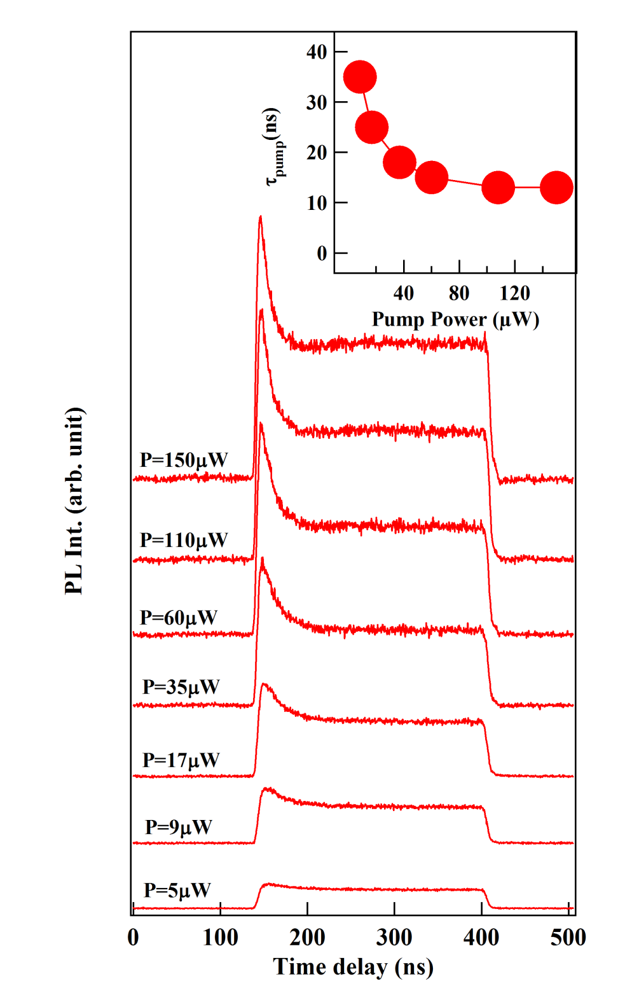 40
30
20
10
0
τpump(ns)
40 80 120
Pump Power (μW)
PL Int. (arb. unit)
P=150μW
P=110μW
P=60μW
P=35μW
P=17μW
P=9μW
P=5μW
0 100 200 300 400 500
Time delay (ns)